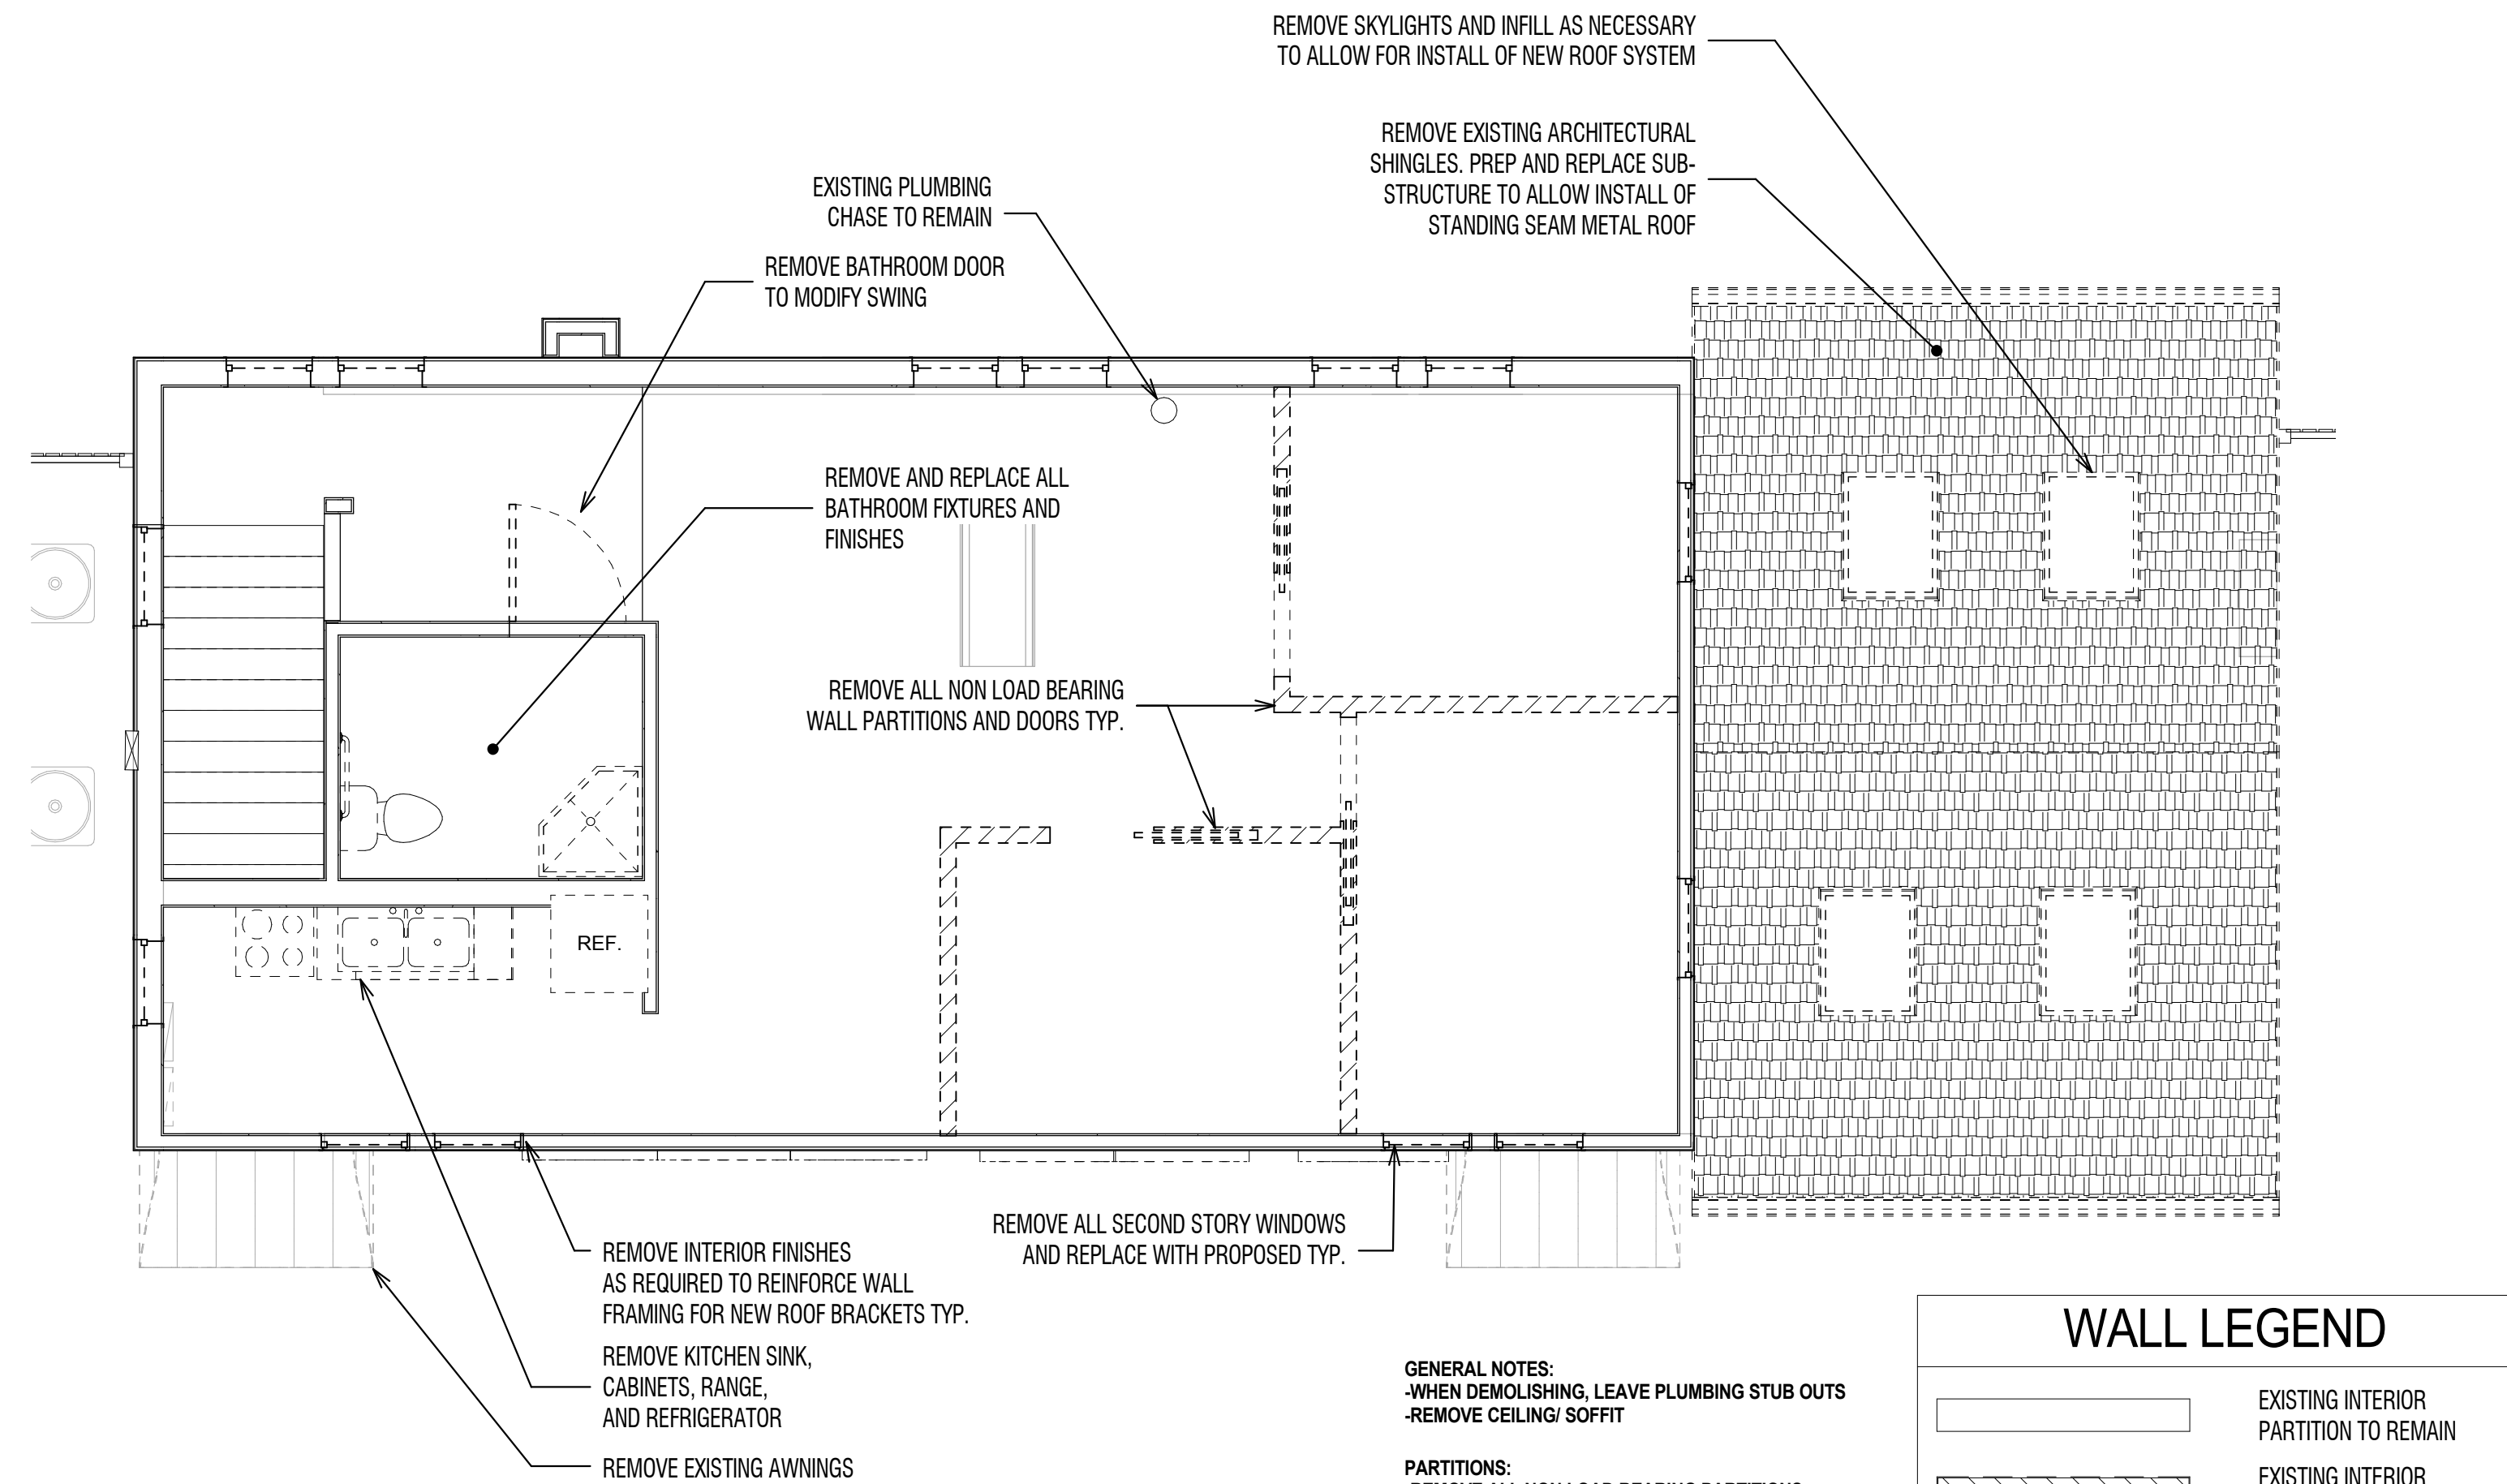 REMOVE SKYLIGHTS AND INFILL AS NECESSARY
TO ALLOW FOR INSTALL OF NEW ROOF SYSTEM
REMOVE EXISTING ARCHITECTURAL
SHINGLES. PREP AND REPLACE SUB-
STRUCTURE TO ALLOW INSTALL OF
STANDING SEAM METAL ROOF
EXISTING PLUMBING
CHASE TO REMAIN
REMOVE BATHROOM DOOR
TO MODIFY SWING
REMOVE AND REPLACE ALL
BATHROOM FIXTURES AND
FINISHES
REMOVE ALL NON LOAD BEARING
WALL PARTITIONS AND DOORS TYP.
REF.
REMOVE ALL SECOND STORY WINDOWS
AND REPLACE WITH PROPOSED TYP.
REMOVE INTERIOR FINISHES
AS REQUIRED TO REINFORCE WALL
FRAMING FOR NEW ROOF BRACKETS TYP.
REMOVE KITCHEN SINK,
CABINETS, RANGE,
AND REFRIGERATOR
REMOVE EXISTING AWNINGS
GENERAL NOTES:
-WHEN DEMOLISHING, LEAVE PLUMBING STUB OUTS
-REMOVE CEILING/ SOFFIT
PARTITIONS:
-REMOVE ALL NON LOAD BEARING PARTITIONS
WALL LEGEND
EXISTING INTERIOR
PARTITION TO REMAIN
EXISTING INTERIOR